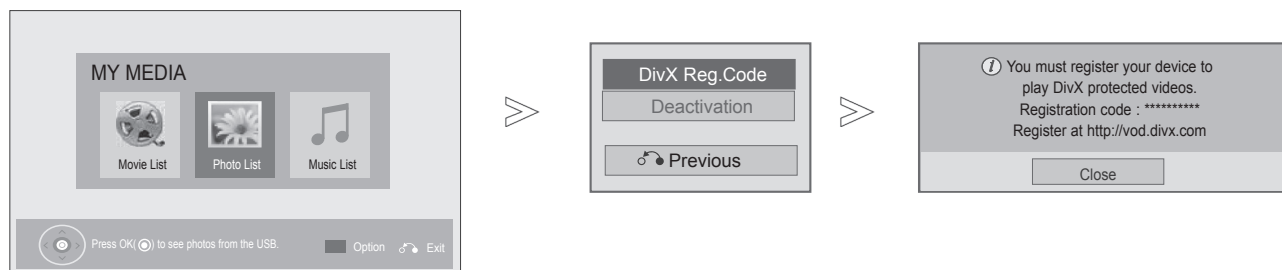 MY MEDIA
Movie List
Photo List
Music List
Press OK(◉) to see photos from the USB.
Option
Exit
DivX Reg.Code
Deactivation
Previous
You must register your device to
play DivX protected videos.
Registration code : **********
Register at http://vod.divx.com
Close